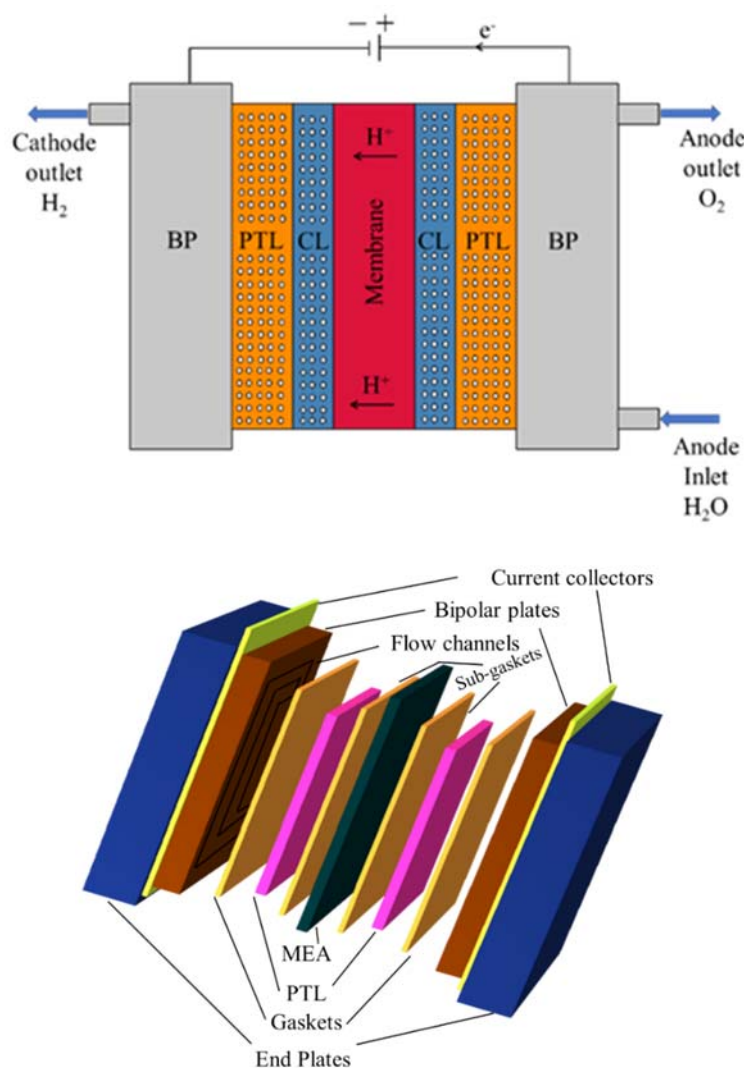 − +
e-
Cathode
outlet
H2
H+
Anode
outlet
O2
BP
PTL
CL
Membrane
CL
PTL
BP
H+
Anode
Inlet
H2O
Current collectors
Bipolar plates
Flow channels
Sub-gaskets
MEA
PTL
Gaskets
End Plates